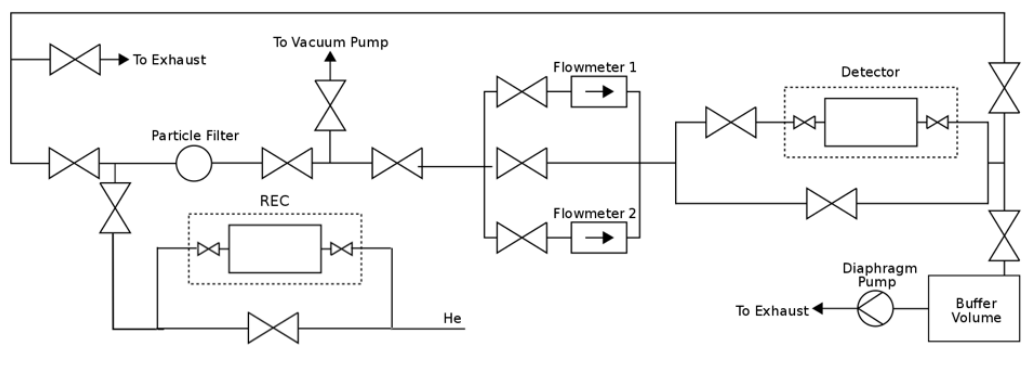 To Vacuum Pump
To Exhaust
Flowmeter 1
Detector
Particle Filter
REC
Flowmeter 2
Diaphragm
Pump
To Exhaust
Buffer
Volume
He